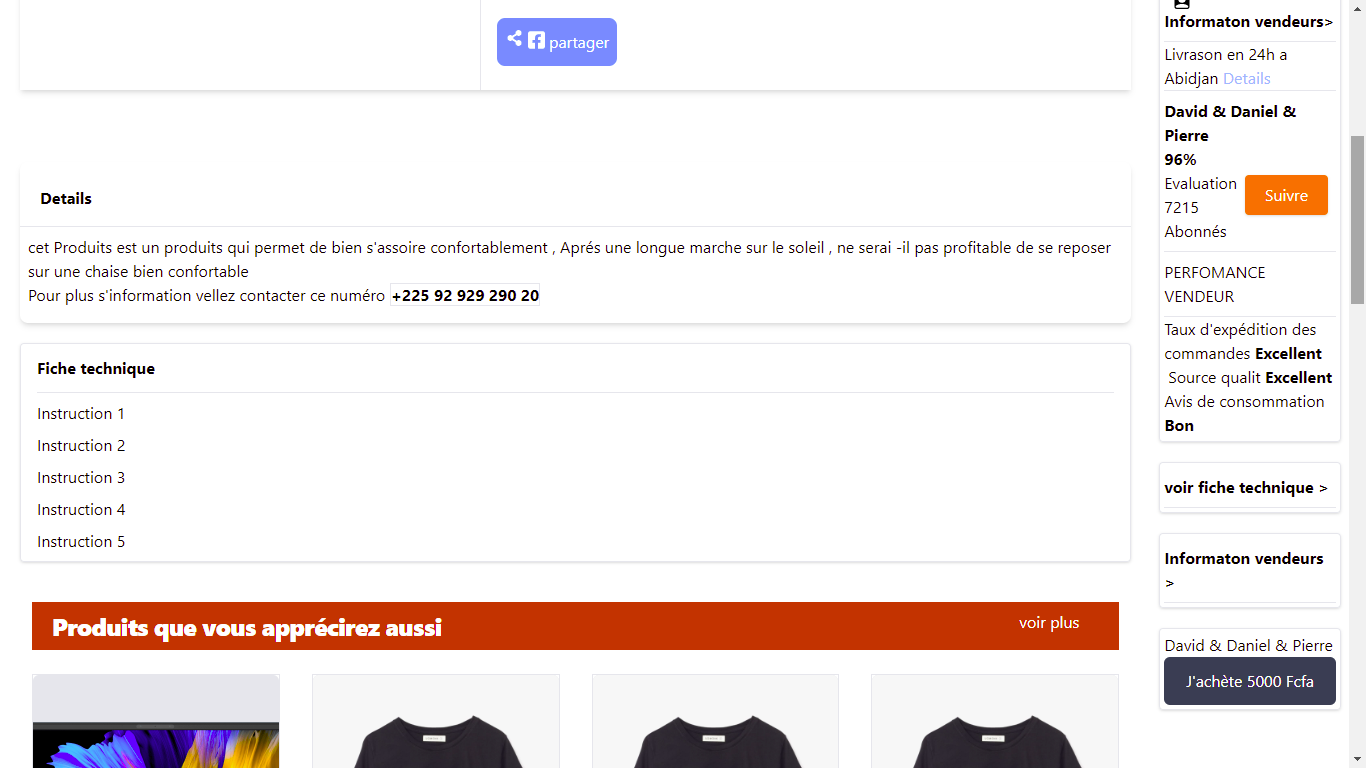 partager
Details
cet Produits est un produits qui permet de bien s'assoire confortablement , Aprés une longue marche sur le soleil , ne serai -il pas profitable de se reposer
sur une chaise bien confortable
Pour plus s'information vellez contacter ce numéro +225 92 929 290 20
Fiche technique
Instruction 1
Instruction 2
Instruction 3
Instruction 4
Instruction 5
Produits que vous apprécirez aussi
voir plus
Informaton vendeurs>
Livrason en 24h a
Abidjan Details
David & Daniel &
Pierre
96%
Evaluation
7215
Abonnés
Suivre
PERFOMANCE
VENDEUR
Taux d'expédition des
commandes Excellent
Source qualit Excellent
Avis de consommation
Bon
voir fiche technique >
Informaton vendeurs
>
David & Daniel & Pierre
J'achète 5000 Fcfa